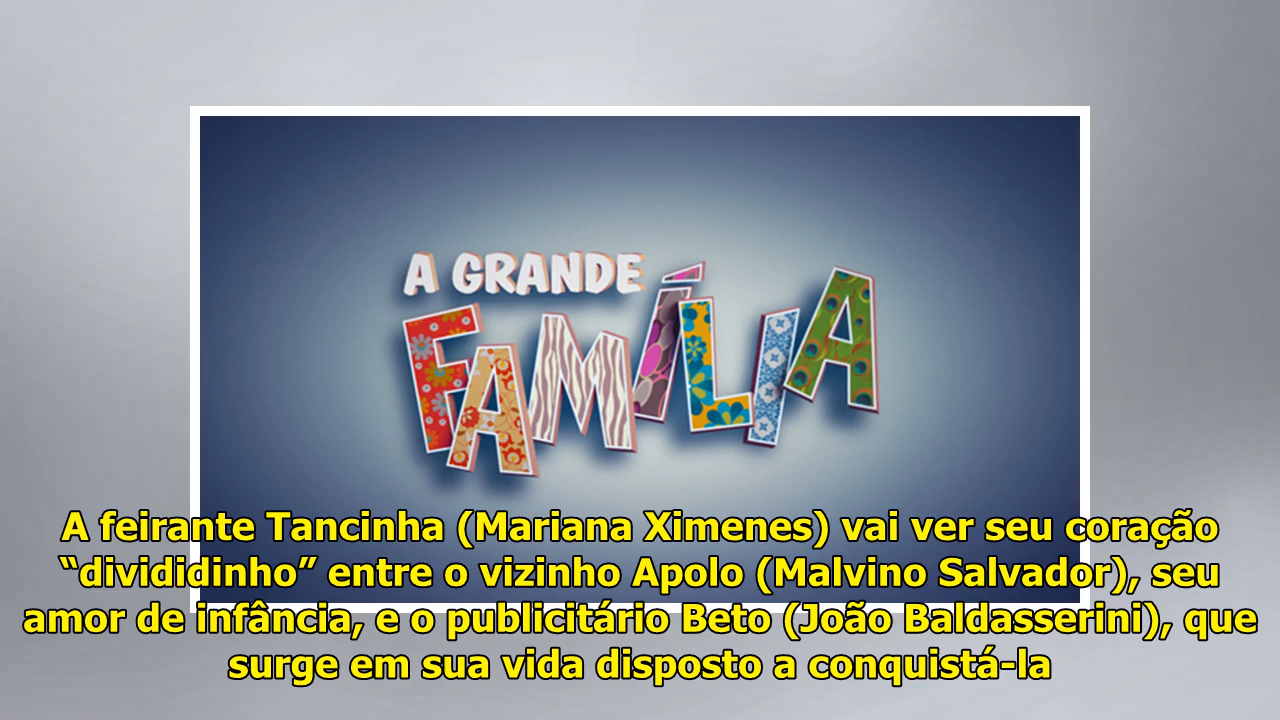 A GRANDE
FAMÍLIA
A feirante Tancinha (Mariana Ximenes) vai ver seu coração
“divididinho” entre o vizinho Apolo (Malvino Salvador), seu
amor de infância, e o publicitário Beto (João Baldasserini), que
surge em sua vida disposto a conquistá-la